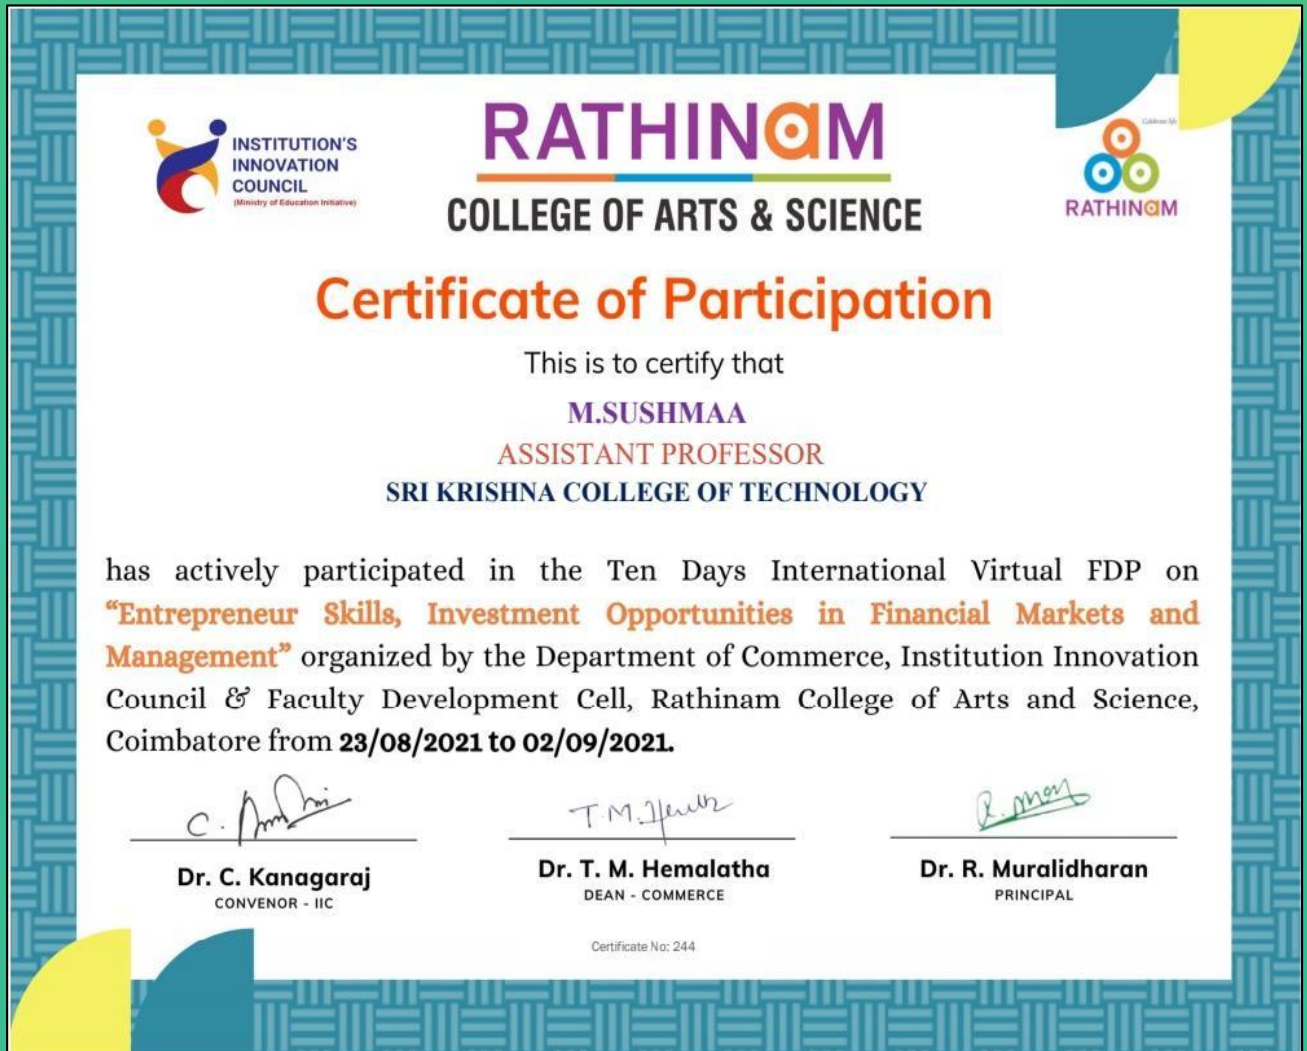 INSTITUTION'S
INNOVATION
COUNCIL
(Ministry of Education Initiative)
RATHINAM
COLLEGE OF ARTS & SCIENCE
Celebrate life
RATHINAM
Certificate of Participation
This is to certify that
M.SUSHMAA
ASSISTANT PROFESSOR
SRI KRISHNA COLLEGE OF TECHNOLOGY
has actively participated in the Ten Days International Virtual FDP on
“Entrepreneur Skills, Investment Opportunities in Financial Markets and
Management” organized by the Department of Commerce, Institution Innovation
Council & Faculty Development Cell, Rathinam College of Arts and Science,
Coimbatore from 23/08/2021 to 02/09/2021.
C.
T.M.
R.
Dr. C. Kanagaraj
CONVENOR - IIC
Dr. T. M. Hemalatha
DEAN - COMMERCE
Dr. R. Muralidharan
PRINCIPAL
Certificate No: 244